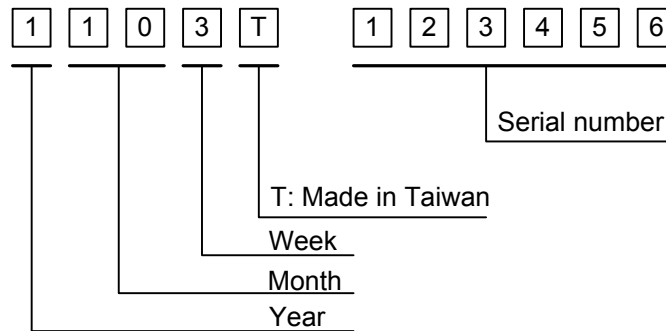 1 1 0 3 T 1 2 3 4 5 6
Serial number
T: Made in Taiwan
Week
Month
Year